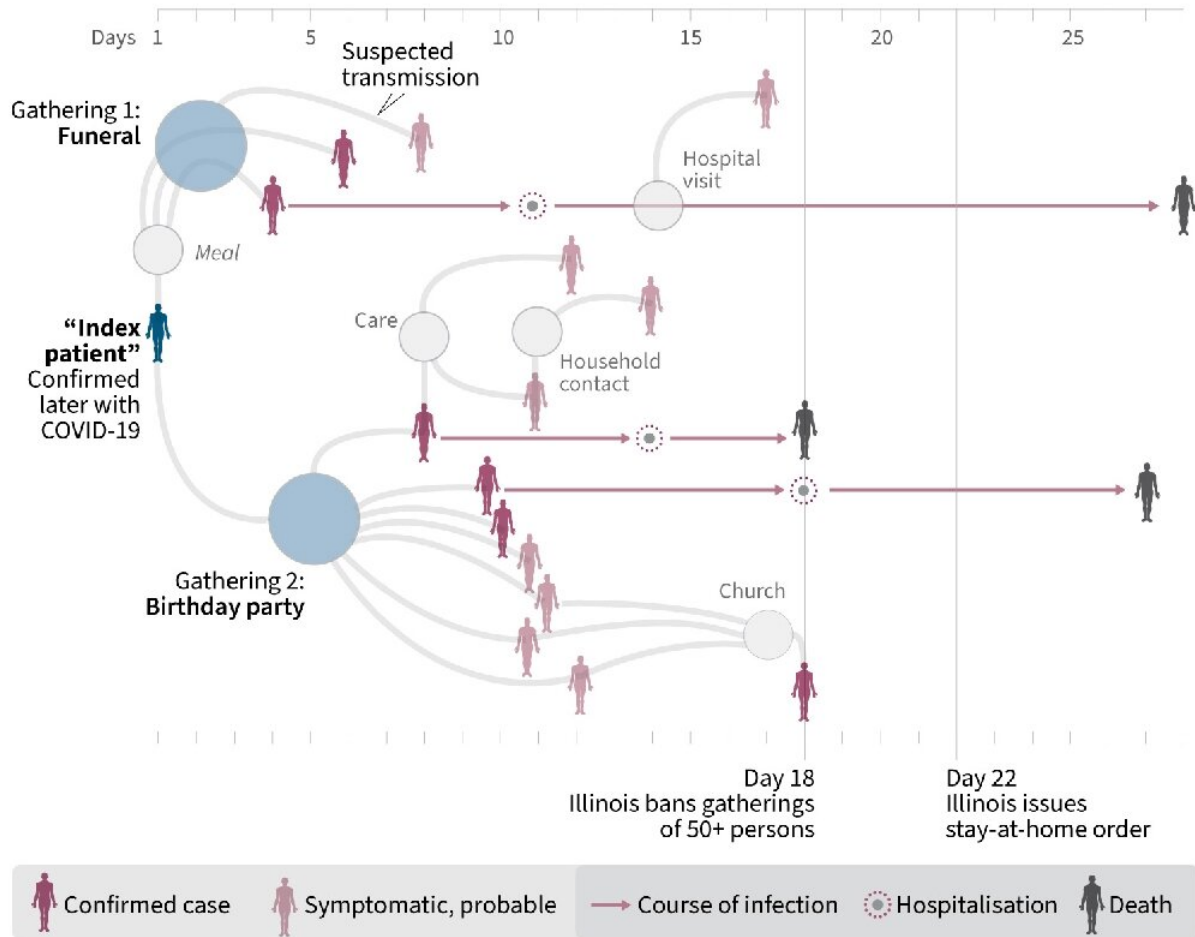 Days 1 5 10 15 20 25
Suspected
transmission
Gathering 1:
Funeral
Hospital
visit
Meal
Care
"Index
patient"
Confirmed
later with
COVID-19
Household
contact
Gathering 2:
Birthday party
Church
Day 18
Illinois bans gatherings
of 50+ persons
Day 22
Illinois issues
stay-at-home order
Confirmed case
Symptomatic, probable
Course of infection
Hospitalisation
Death